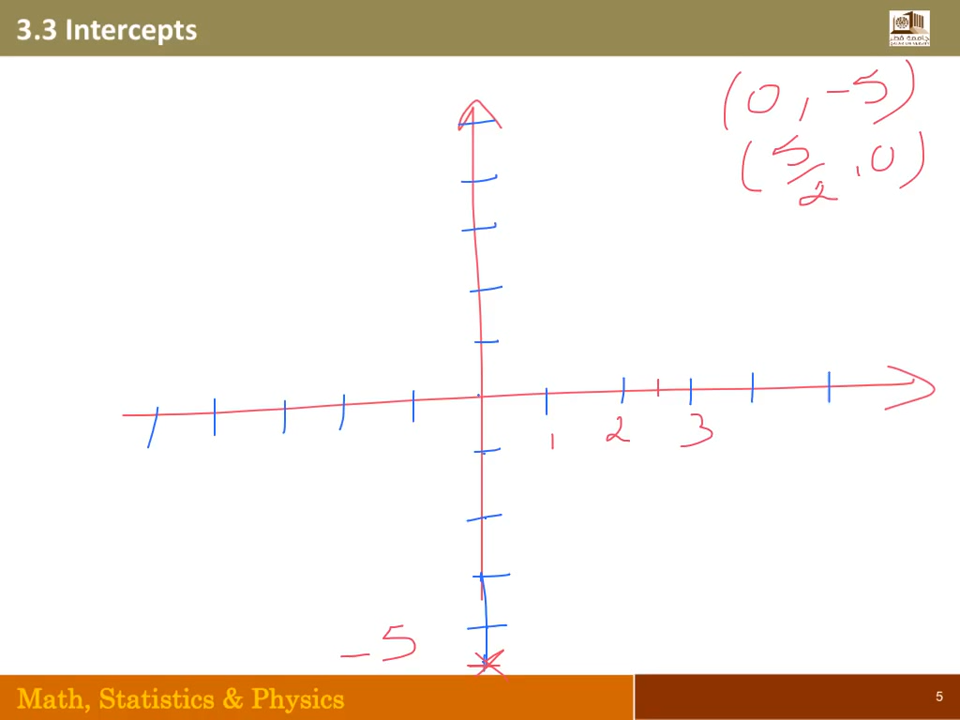 3.3 Intercepts
(0, -5)
(5/2, 0)
1 2 3
-5
Math, Statistics & Physics
5